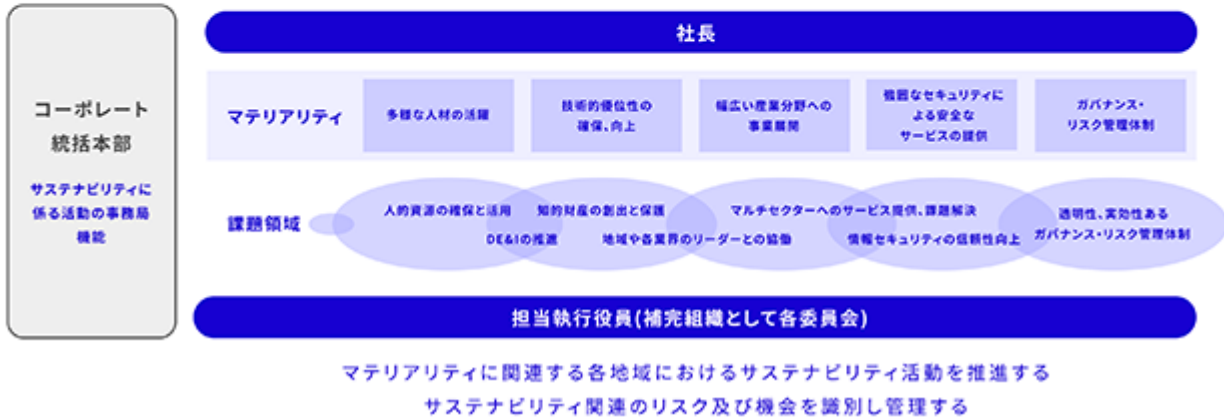 コーポレート
統括本部
サステナビリティに
係る活動の事務局
機能
社長
マテリアリティ
多様な人材の活躍
技術的優位性の
確保、向上
幅広い産業分野への
事業展開
強固なセキュリティに
よる安全な
サービスの提供
ガバナンス・
リスク管理体制
課題領域
人的資源の確保と活用
知的財産の創出と保護
マルチセクターへのサービス提供、課題解決
透明性、実効性ある
ガバナンス・リスク管理体制
DE&Iの推進
地域や各業界のリーダーとの協働
情報セキュリティの信頼性向上
担当執行役員(補完組織として各委員会)
マテリアリティに関連する各地域におけるサステナビリティ活動を推進する
サステナビリティ関連のリスク及び機会を識別し管理する